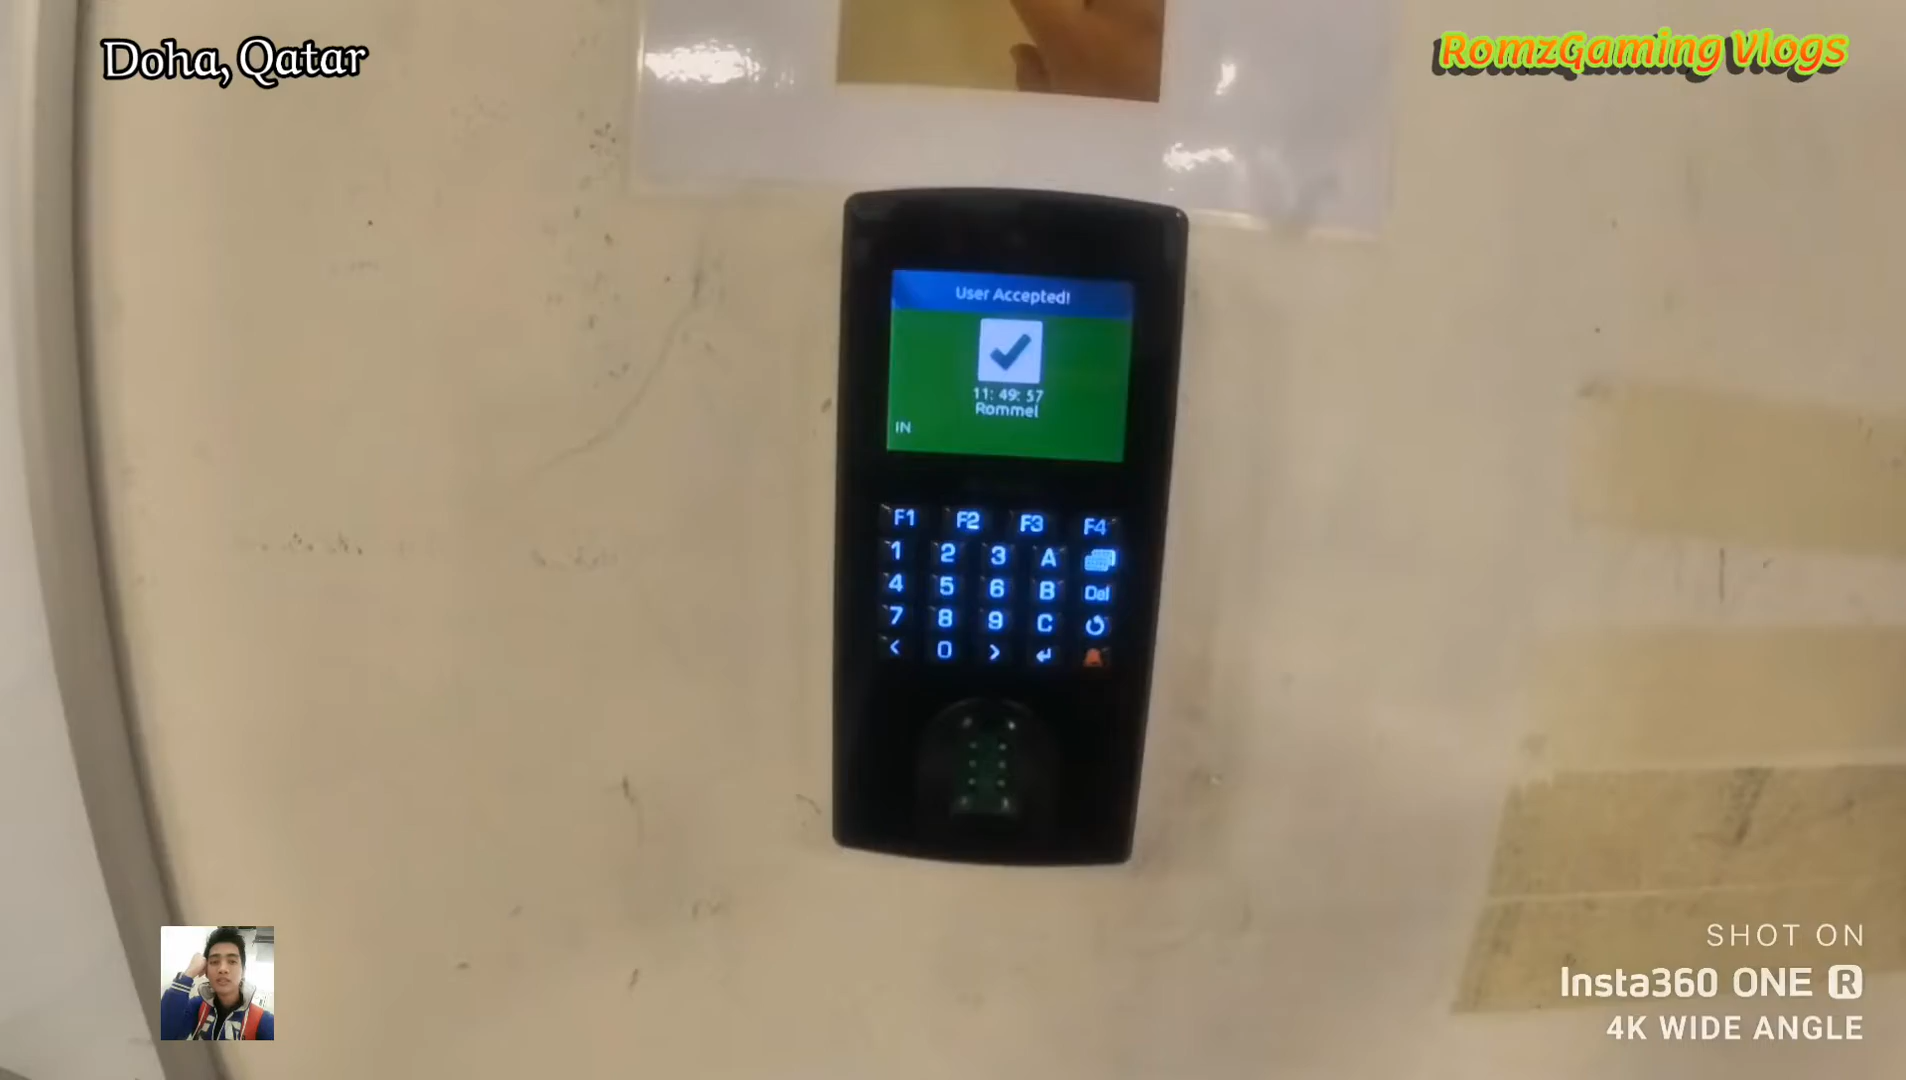 Doha, Qatar
RomzGaming Vlogs
User Accepted!
11: 49: 57
Rommel
IN
F1 F2 F3 F4
1 2 3 A
4 5 6 B Del
7 8 9 C
< 0 >
SHOT ON
Insta360 ONE R
4K WIDE ANGLE